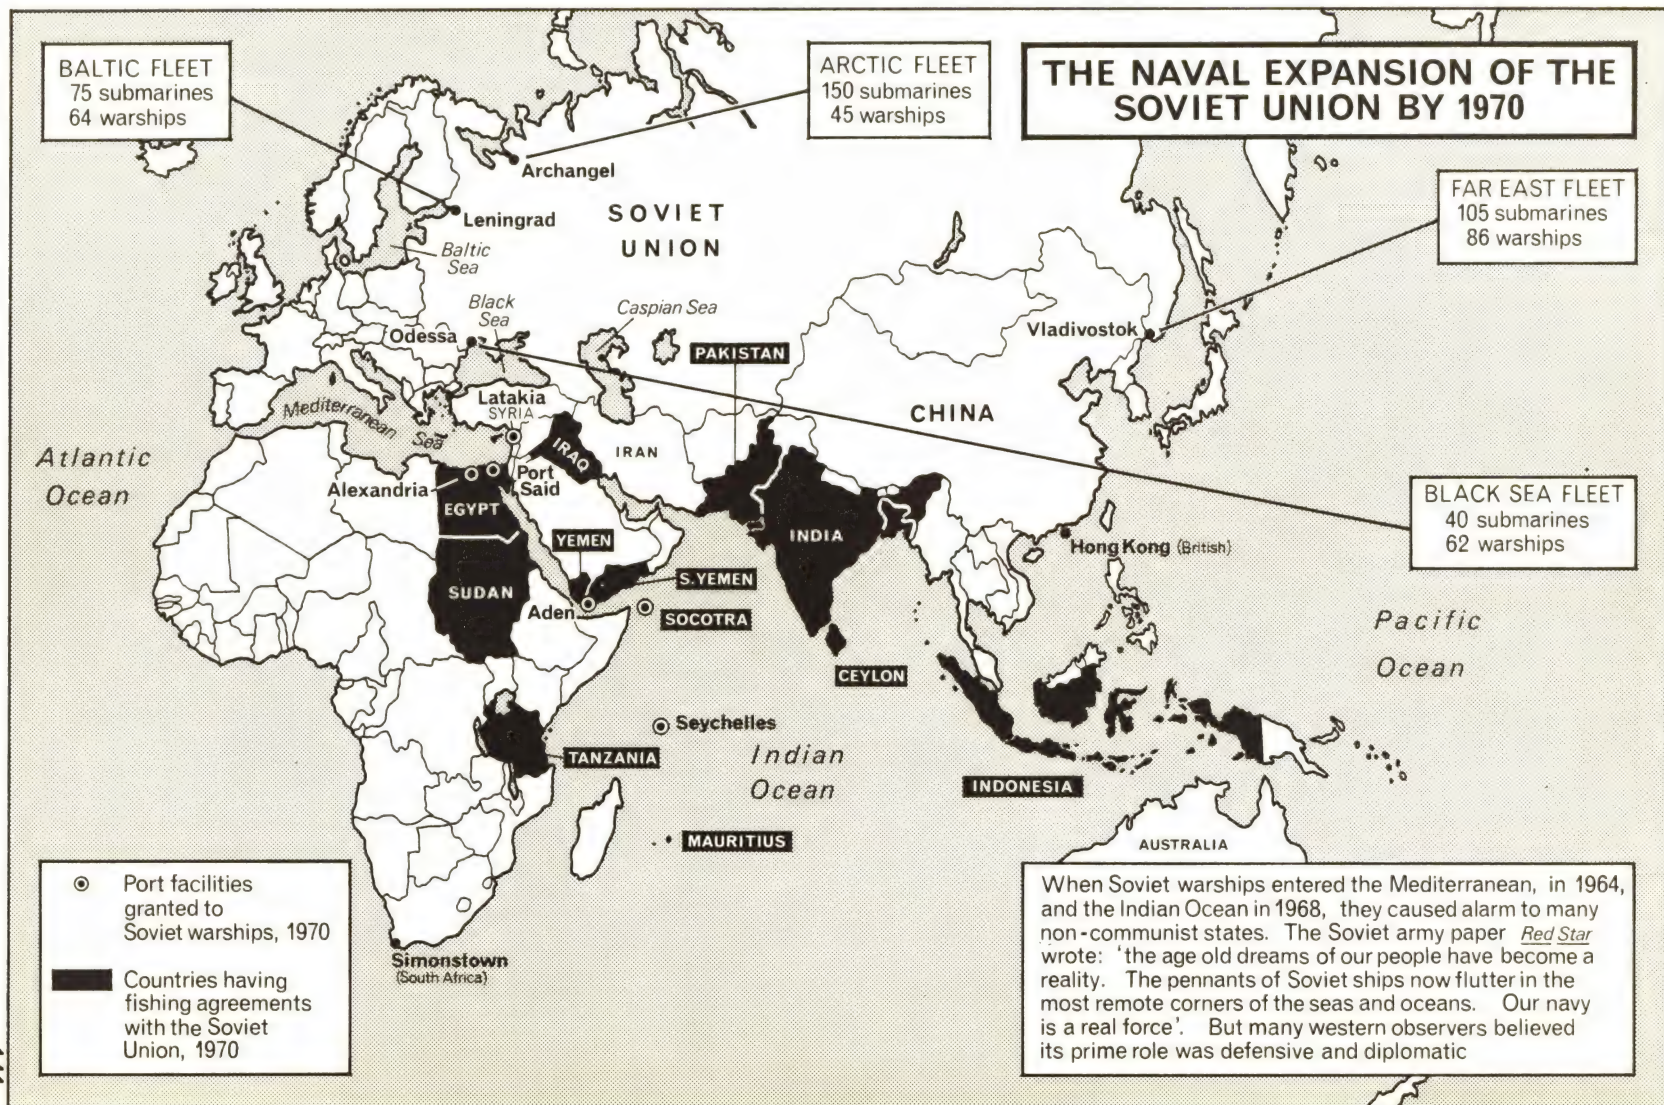 THE NAVAL EXPANSION OF THE
SOVIET UNION BY 1970
BALTIC FLEET
75 submarines
64 warships
ARCTIC FLEET
150 submarines
45 warships
FAR EAST FLEET
105 submarines
86 warships
BLACK SEA FLEET
40 submarines
62 warships
Archangel
Leningrad
SOVIET
UNION
Baltic
Sea
Black
Sea
Caspian Sea
Odessa
Vladivostok
PAKISTAN
Latakia
SYRIA
Mediterranean Sea
CHINA
IRAQ
IRAN
Atlantic
Ocean
Alexandria
Port
Said
EGYPT
YEMEN
INDIA
Hong Kong (British)
SUDAN
S.YEMEN
Aden
SOCOTRA
Pacific
Ocean
CEYLON
Seychelles
TANZANIA
Indian
Ocean
INDONESIA
MAURITIUS
AUSTRALIA
Simonstown
(South Africa)
Port facilities
granted to
Soviet warships, 1970
Countries having
fishing agreements
with the Soviet
Union, 1970
When Soviet warships entered the Mediterranean, in 1964,
and the Indian Ocean in 1968, they caused alarm to many
non-communist states. The Soviet army paper Red Star
wrote: 'the age old dreams of our people have become a
reality. The pennants of Soviet ships now flutter in the
most remote corners of the seas and oceans. Our navy
is a real force'. But many western observers believed
its prime role was defensive and diplomatic